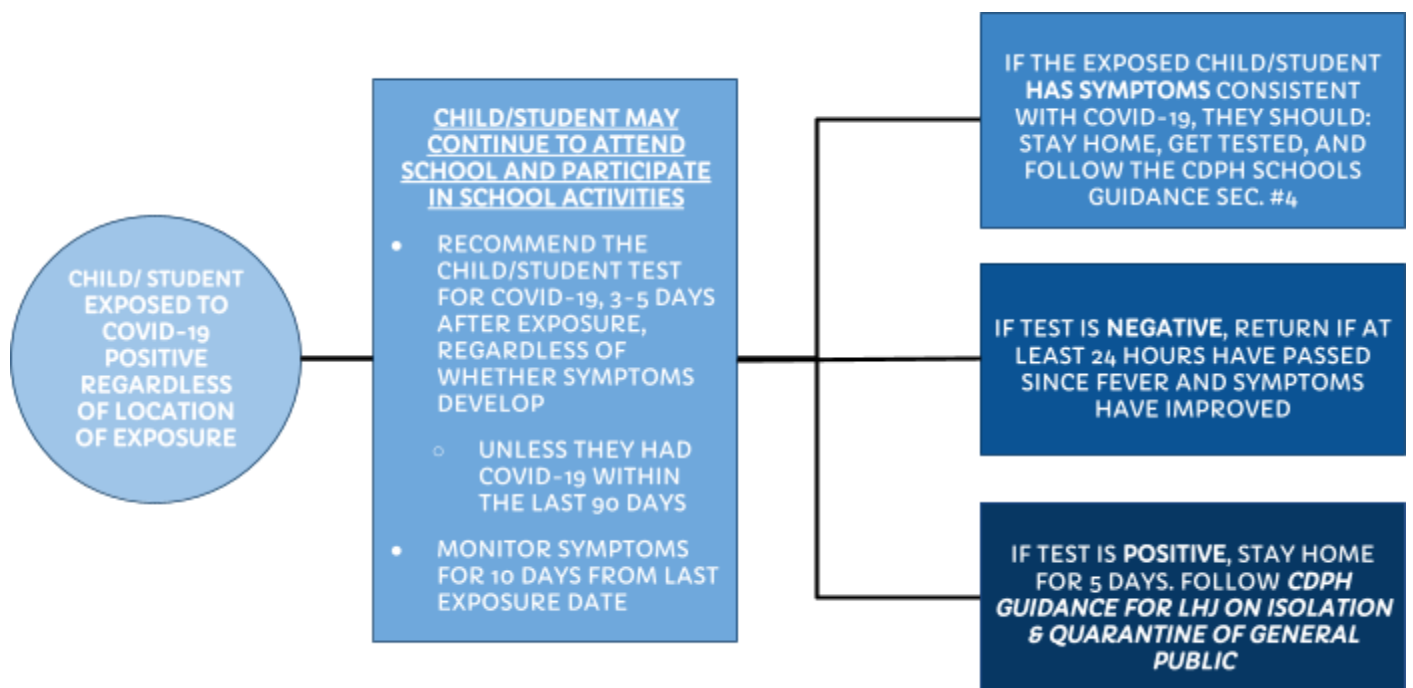 CHILD/ STUDENT
EXPOSED TO
COVID-19
POSITIVE
REGARDLESS
OF LOCATION
OF EXPOSURE
CHILD/STUDENT MAY
CONTINUE TO ATTEND
SCHOOL AND PARTICIPATE
IN SCHOOL ACTIVITIES
● RECOMMEND THE
CHILD/STUDENT TEST
FOR COVID-19, 3-5 DAYS
AFTER EXPOSURE,
REGARDLESS OF
WHETHER SYMPTOMS
DEVELOP
○ UNLESS THEY HAD
COVID-19 WITHIN
THE LAST 90 DAYS
● MONITOR SYMPTOMS
FOR 10 DAYS FROM LAST
EXPOSURE DATE
IF THE EXPOSED CHILD/STUDENT
HAS SYMPTOMS CONSISTENT
WITH COVID-19, THEY SHOULD:
STAY HOME, GET TESTED, AND
FOLLOW THE CDPH SCHOOLS
GUIDANCE SEC. #4
IF TEST IS NEGATIVE, RETURN IF AT
LEAST 24 HOURS HAVE PASSED
SINCE FEVER AND SYMPTOMS
HAVE IMPROVED
IF TEST IS POSITIVE, STAY HOME
FOR 5 DAYS. FOLLOW CDPH
GUIDANCE FOR LHJ ON ISOLATION
& QUARANTINE OF GENERAL
PUBLIC